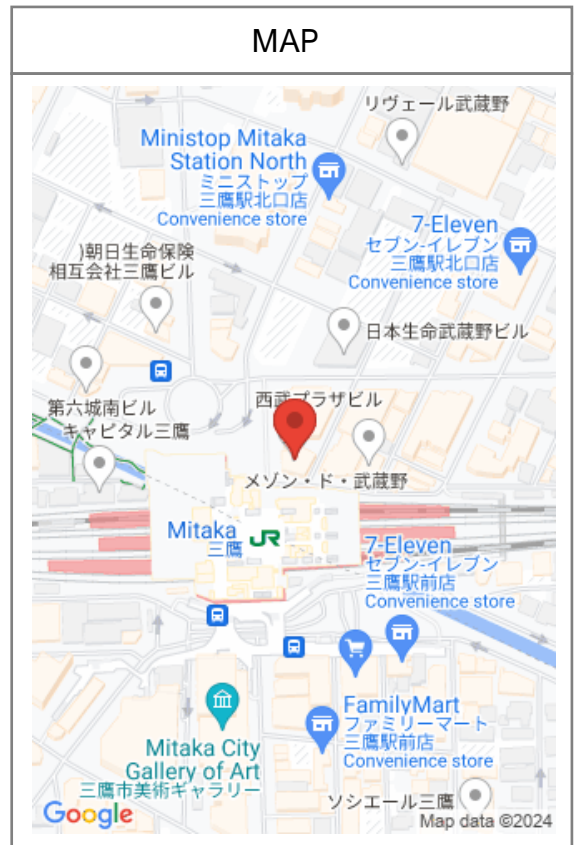 MAP
リヴェール武蔵野
Ministop Mitaka
Station North
ミニストップ
三鷹駅北口店
Convenience store
7-Eleven
セブン-イレブン
三鷹駅北口店
Convenience store
)朝日生命保険
相互会社三鷹ビル
日本生命武蔵野ビル
西武プラザビル
第六城南ビル
キャピタル三鷹
メゾン・ド・武蔵野
Mitaka
三鷹
JR
7-Eleven
セブン-イレブン
三鷹駅前店
Convenience store
FamilyMart
ファミリーマート
三鷹駅前店
Convenience store
Mitaka City
Gallery of Art
三鷹市美術ギャラリー
ソシエール三鷹
Google
Map data ©2024